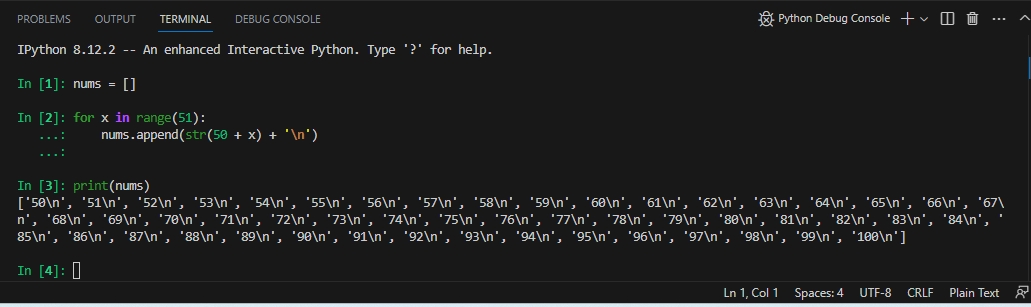 PROBLEMS OUTPUT TERMINAL DEBUG CONSOLE Python Debug Console
IPython 8.12.2 -- An enhanced Interactive Python. Type '?' for help.
In [1]: nums = []
In [2]: for x in range(51):
   ...:     nums.append(str(50 + x) + '\n')
   ...:
In [3]: print(nums)
['50\n', '51\n', '52\n', '53\n', '54\n', '55\n', '56\n', '57\n', '58\n', '59\n', '60\n', '61\n', '62\n', '63\n', '64\n', '65\n', '66\n', '67\
n', '68\n', '69\n', '70\n', '71\n', '72\n', '73\n', '74\n', '75\n', '76\n', '77\n', '78\n', '79\n', '80\n', '81\n', '82\n', '83\n', '84\n', '
85\n', '86\n', '87\n', '88\n', '89\n', '90\n', '91\n', '92\n', '93\n', '94\n', '95\n', '96\n', '97\n', '98\n', '99\n', '100\n']
In [4]:
Ln 1, Col 1 Spaces: 4 UTF-8 CRLF Plain Text